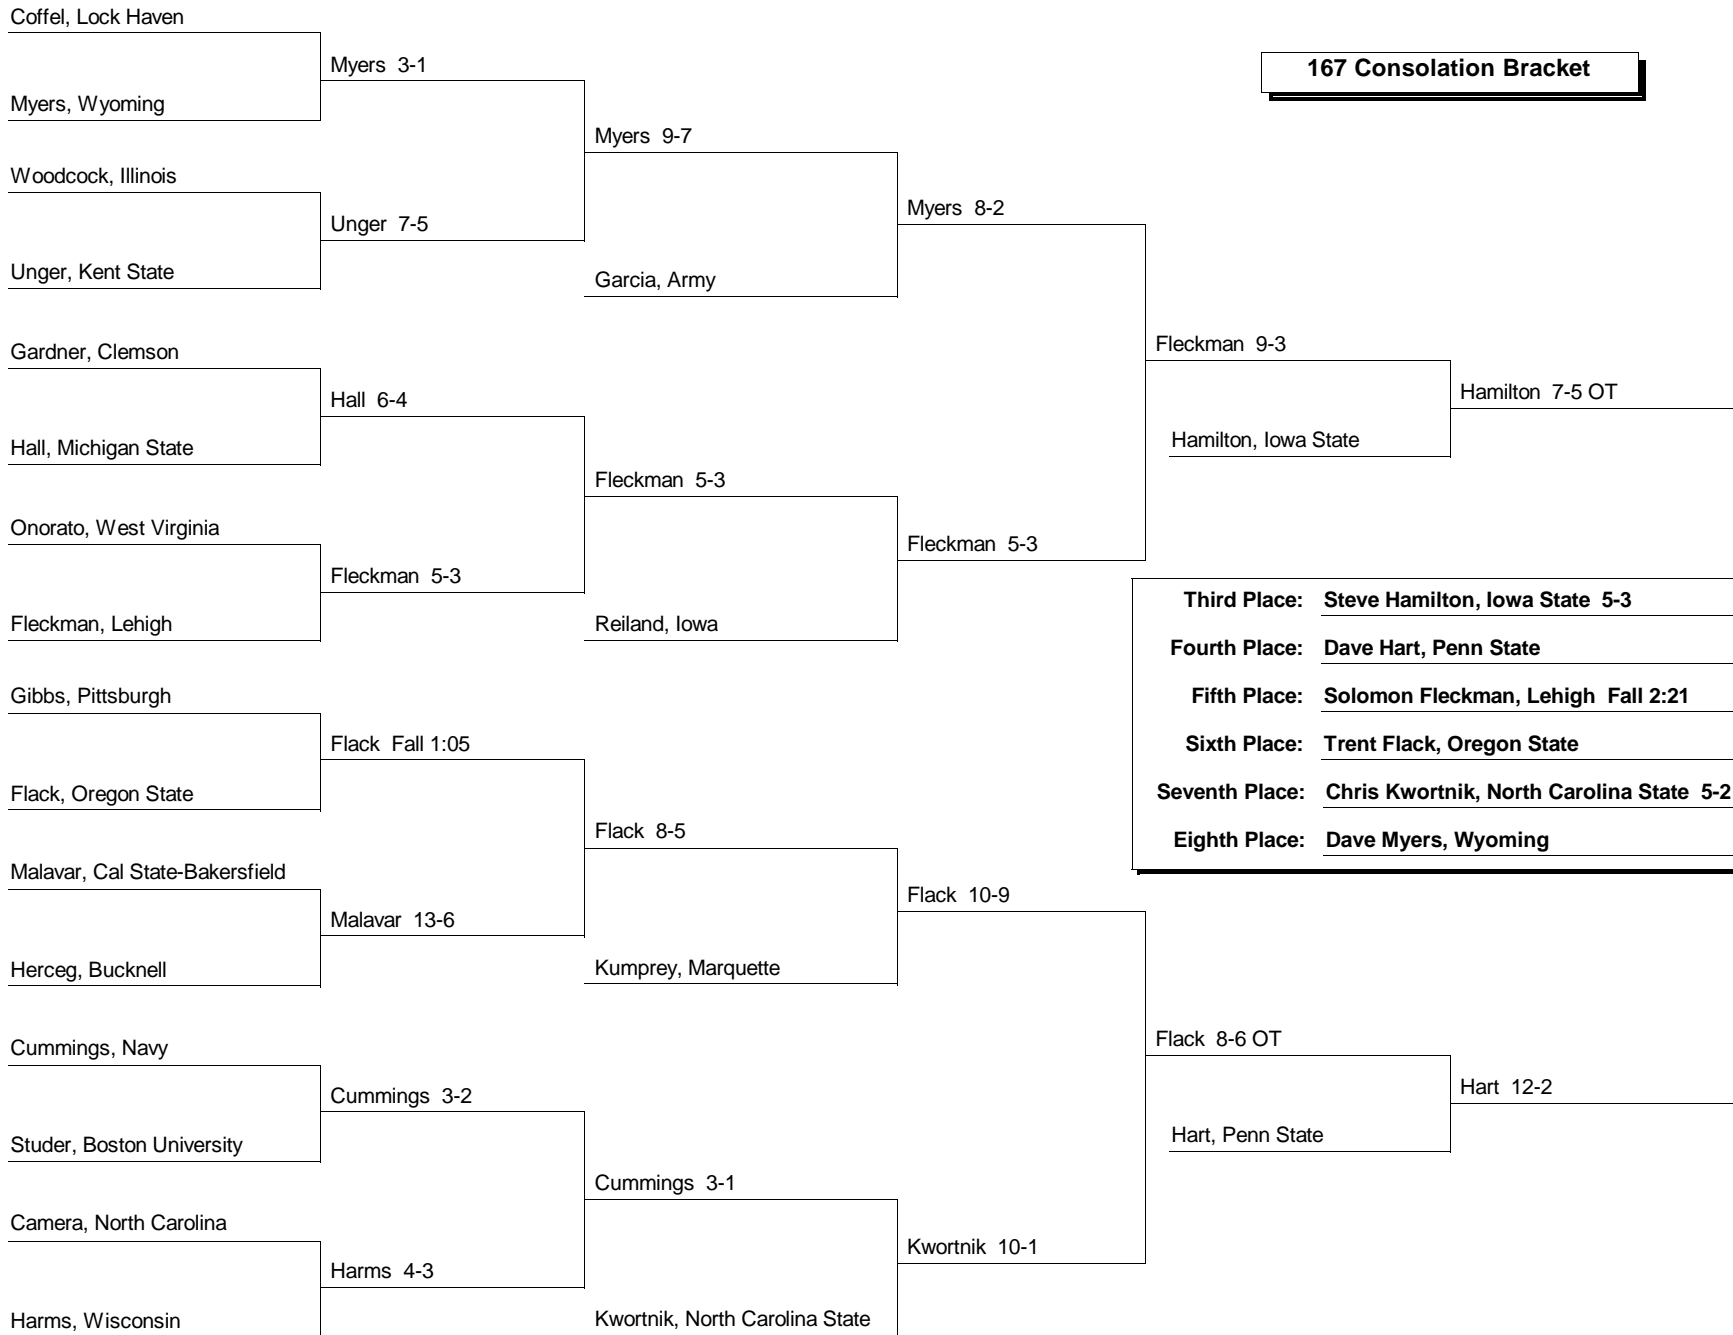 Coffel, Lock Haven
Myers 3-1
167 Consolation Bracket
Myers, Wyoming
Myers 9-7
Woodcock, Illinois
Unger 7-5
Myers 8-2
Unger, Kent State
Garcia, Army
Gardner, Clemson
Fleckman 9-3
Hall 6-4
Hamilton 7-5 OT
Hall, Michigan State
Hamilton, Iowa State
Fleckman 5-3
Onorato, West Virginia
Fleckman 5-3
Fleckman 5-3
Fleckman, Lehigh
Reiland, Iowa
Third Place: Steve Hamilton, Iowa State 5-3
Fourth Place: Dave Hart, Penn State
Fifth Place: Solomon Fleckman, Lehigh Fall 2:21
Sixth Place: Trent Flack, Oregon State
Seventh Place: Chris Kwortnik, North Carolina State 5-2
Eighth Place: Dave Myers, Wyoming
Gibbs, Pittsburgh
Flack Fall 1:05
Flack, Oregon State
Flack 8-5
Malavar, Cal State-Bakersfield
Flack 10-9
Malavar 13-6
Herceg, Bucknell
Kumprey, Marquette
Cummings, Navy
Flack 8-6 OT
Cummings 3-2
Hart 12-2
Studer, Boston University
Hart, Penn State
Cummings 3-1
Camera, North Carolina
Kwortnik 10-1
Harms 4-3
Harms, Wisconsin
Kwortnik, North Carolina State